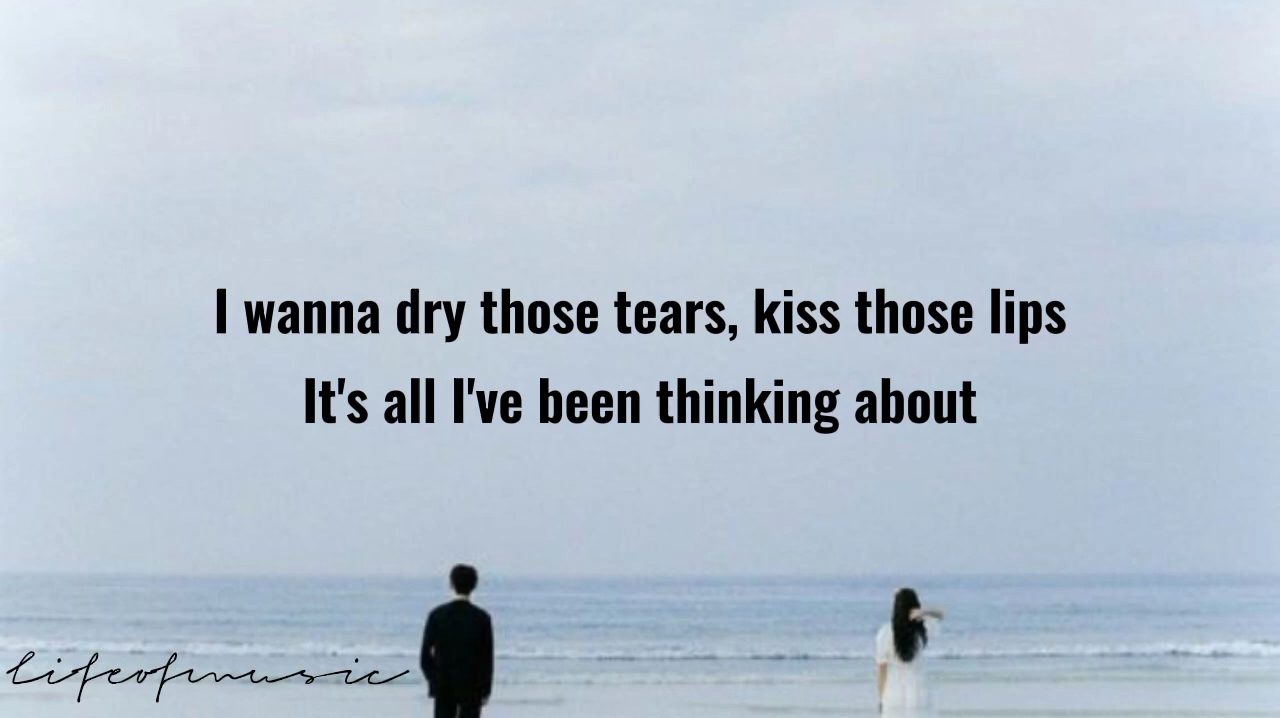 I wanna dry those tears, kiss those lips
It's all I've been thinking about
lifeofmusic